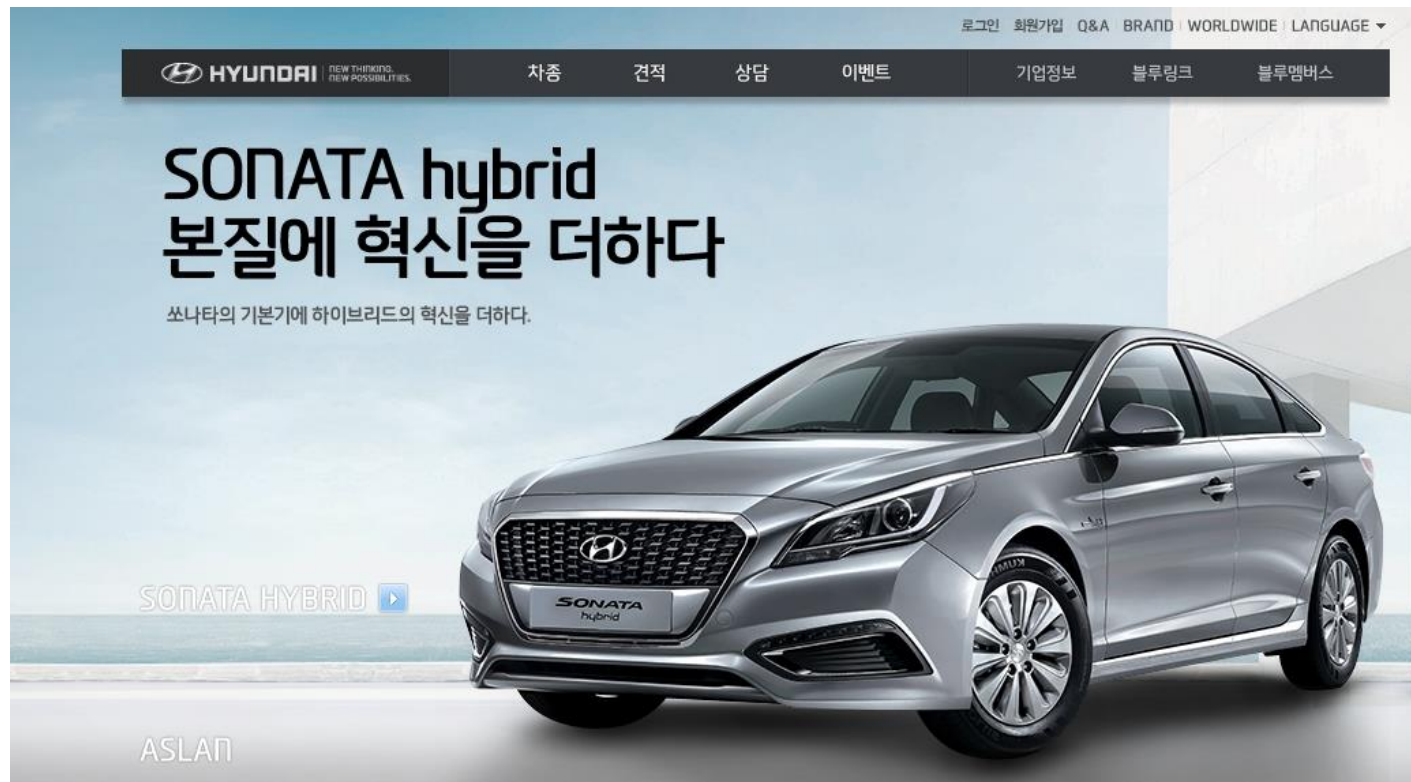 로그인 회원가입 Q&A BRAND WORLDWIDE LANGUAGE
HYUNDAI NEW THINKING. NEW POSSIBILITIES. 차종 견적 상담 이벤트 기업정보 블루링크 블루멤버스
SONATA hybrid
본질에 혁신을 더하다
쏘나타의 기본기에 하이브리드의 혁신을 더하다.
SONATA HYBRID
SONATA
hybrid
ASLAN